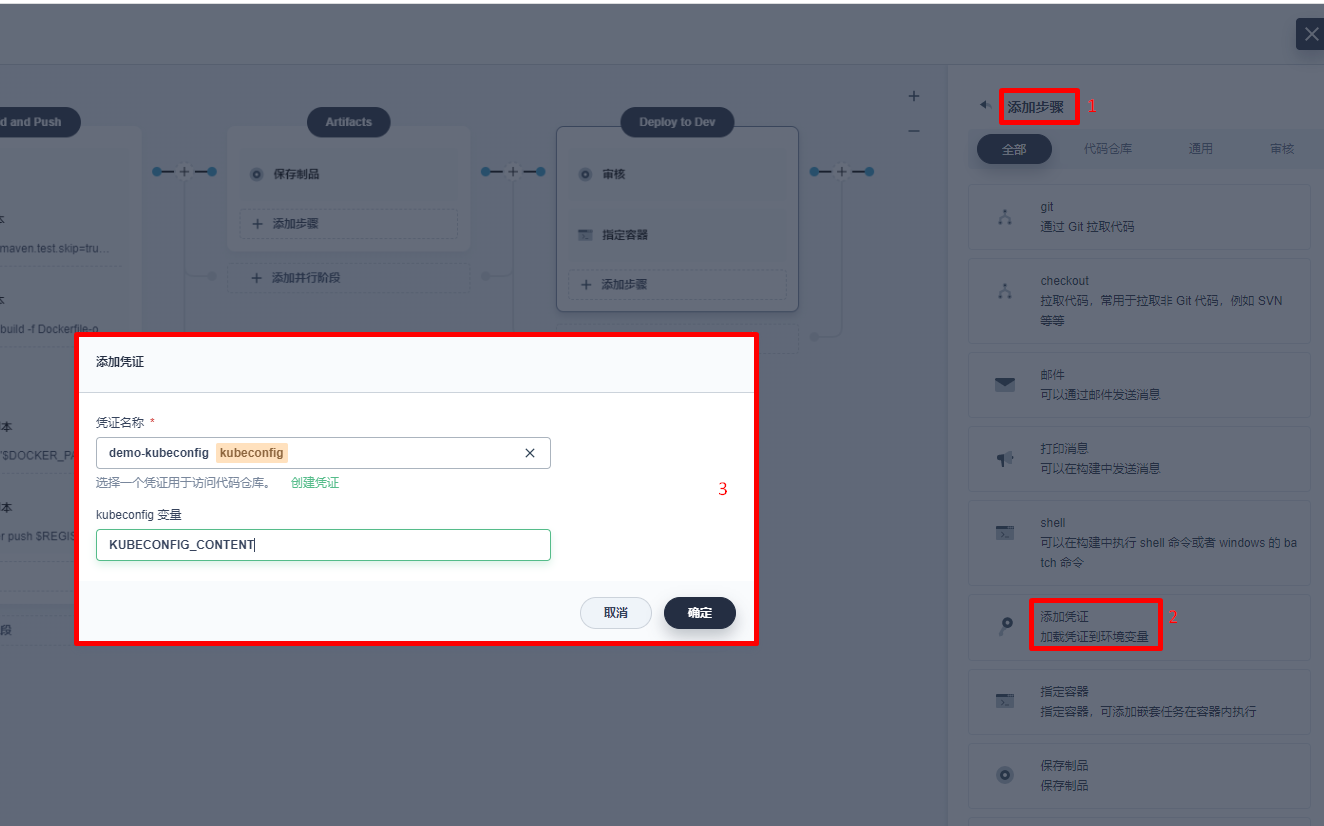 d and Push
Artifacts
Deploy to Dev
保存制品
添加步骤
添加并行阶段
审核
指定容器
添加步骤
本
maven.test.skip=tru...
本
build -f Dockerfile-o
本
"$DOCKER_PA
本
r push $REGIS
段
添加凭证
凭证名称 *
demo-kubeconfig kubeconfig
选择一个凭证用于访问代码仓库。 创建凭证
kubeconfig 变量
KUBECONFIG_CONTENT
取消 确定
3
添加步骤 1
全部 代码仓库 通用 审核
git
通过 Git 拉取代码
checkout
拉取代码，常用于拉取非 Git 代码，例如 SVN
等等
邮件
可以通过邮件发送消息
打印消息
可以在构建中发送消息
shell
可以在构建中执行 shell 命令或者 windows 的 ba
tch 命令
添加凭证 2
加载凭证到环境变量
指定容器
指定容器，可添加嵌套任务在容器内执行
保存制品
保存制品